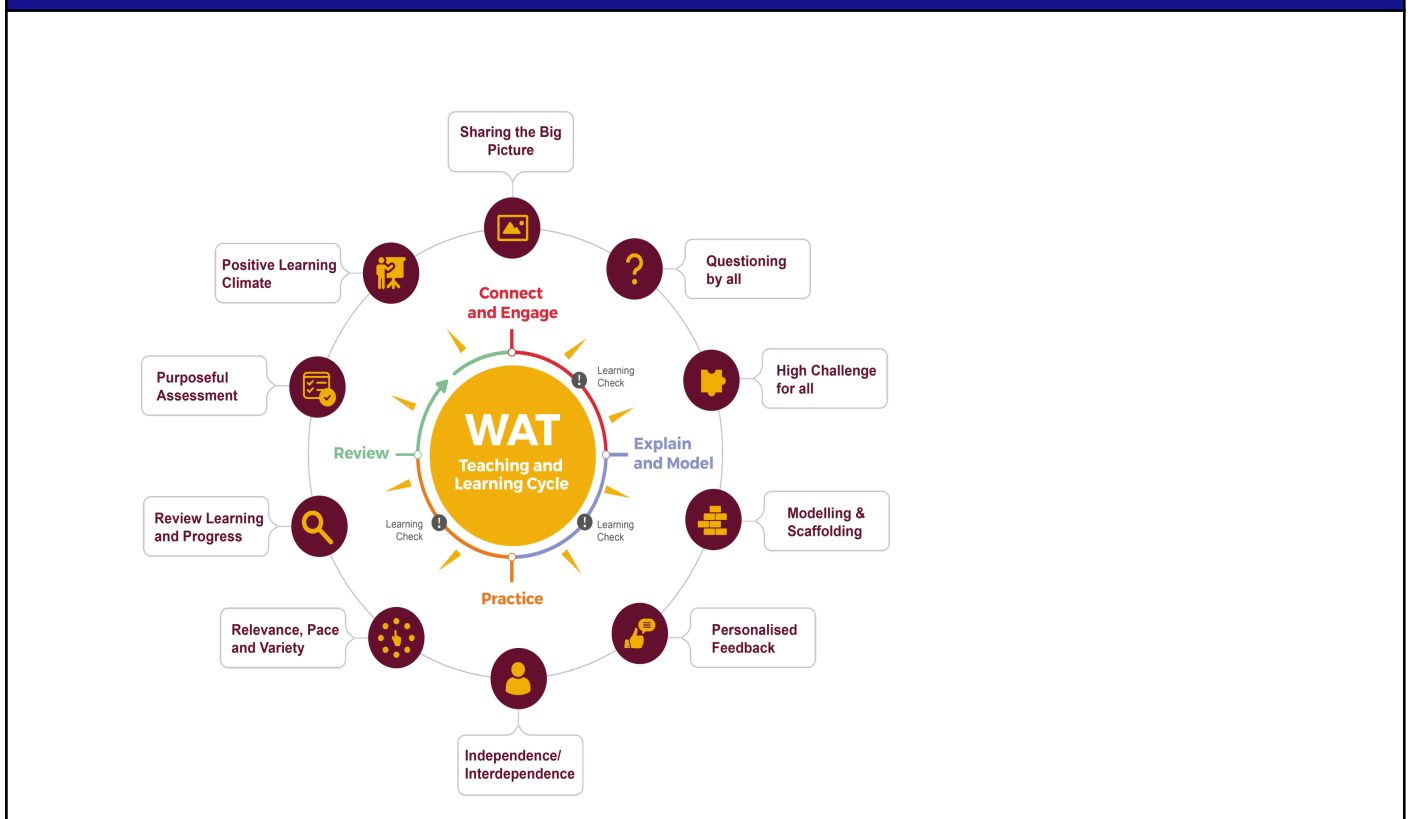 Sharing the Big
Picture
Positive Learning
Climate
Questioning
by all
Connect
and Engage
Learning
Check
Purposeful
Assessment
High Challenge
for all
WAT
Teaching and
Learning Cycle
Review
Explain
and Model
Review Learning
and Progress
Learning
Check
Learning
Check
Modelling &
Scaffolding
Practice
Relevance, Pace
and Variety
Personalised
Feedback
Independence/
Interdependence